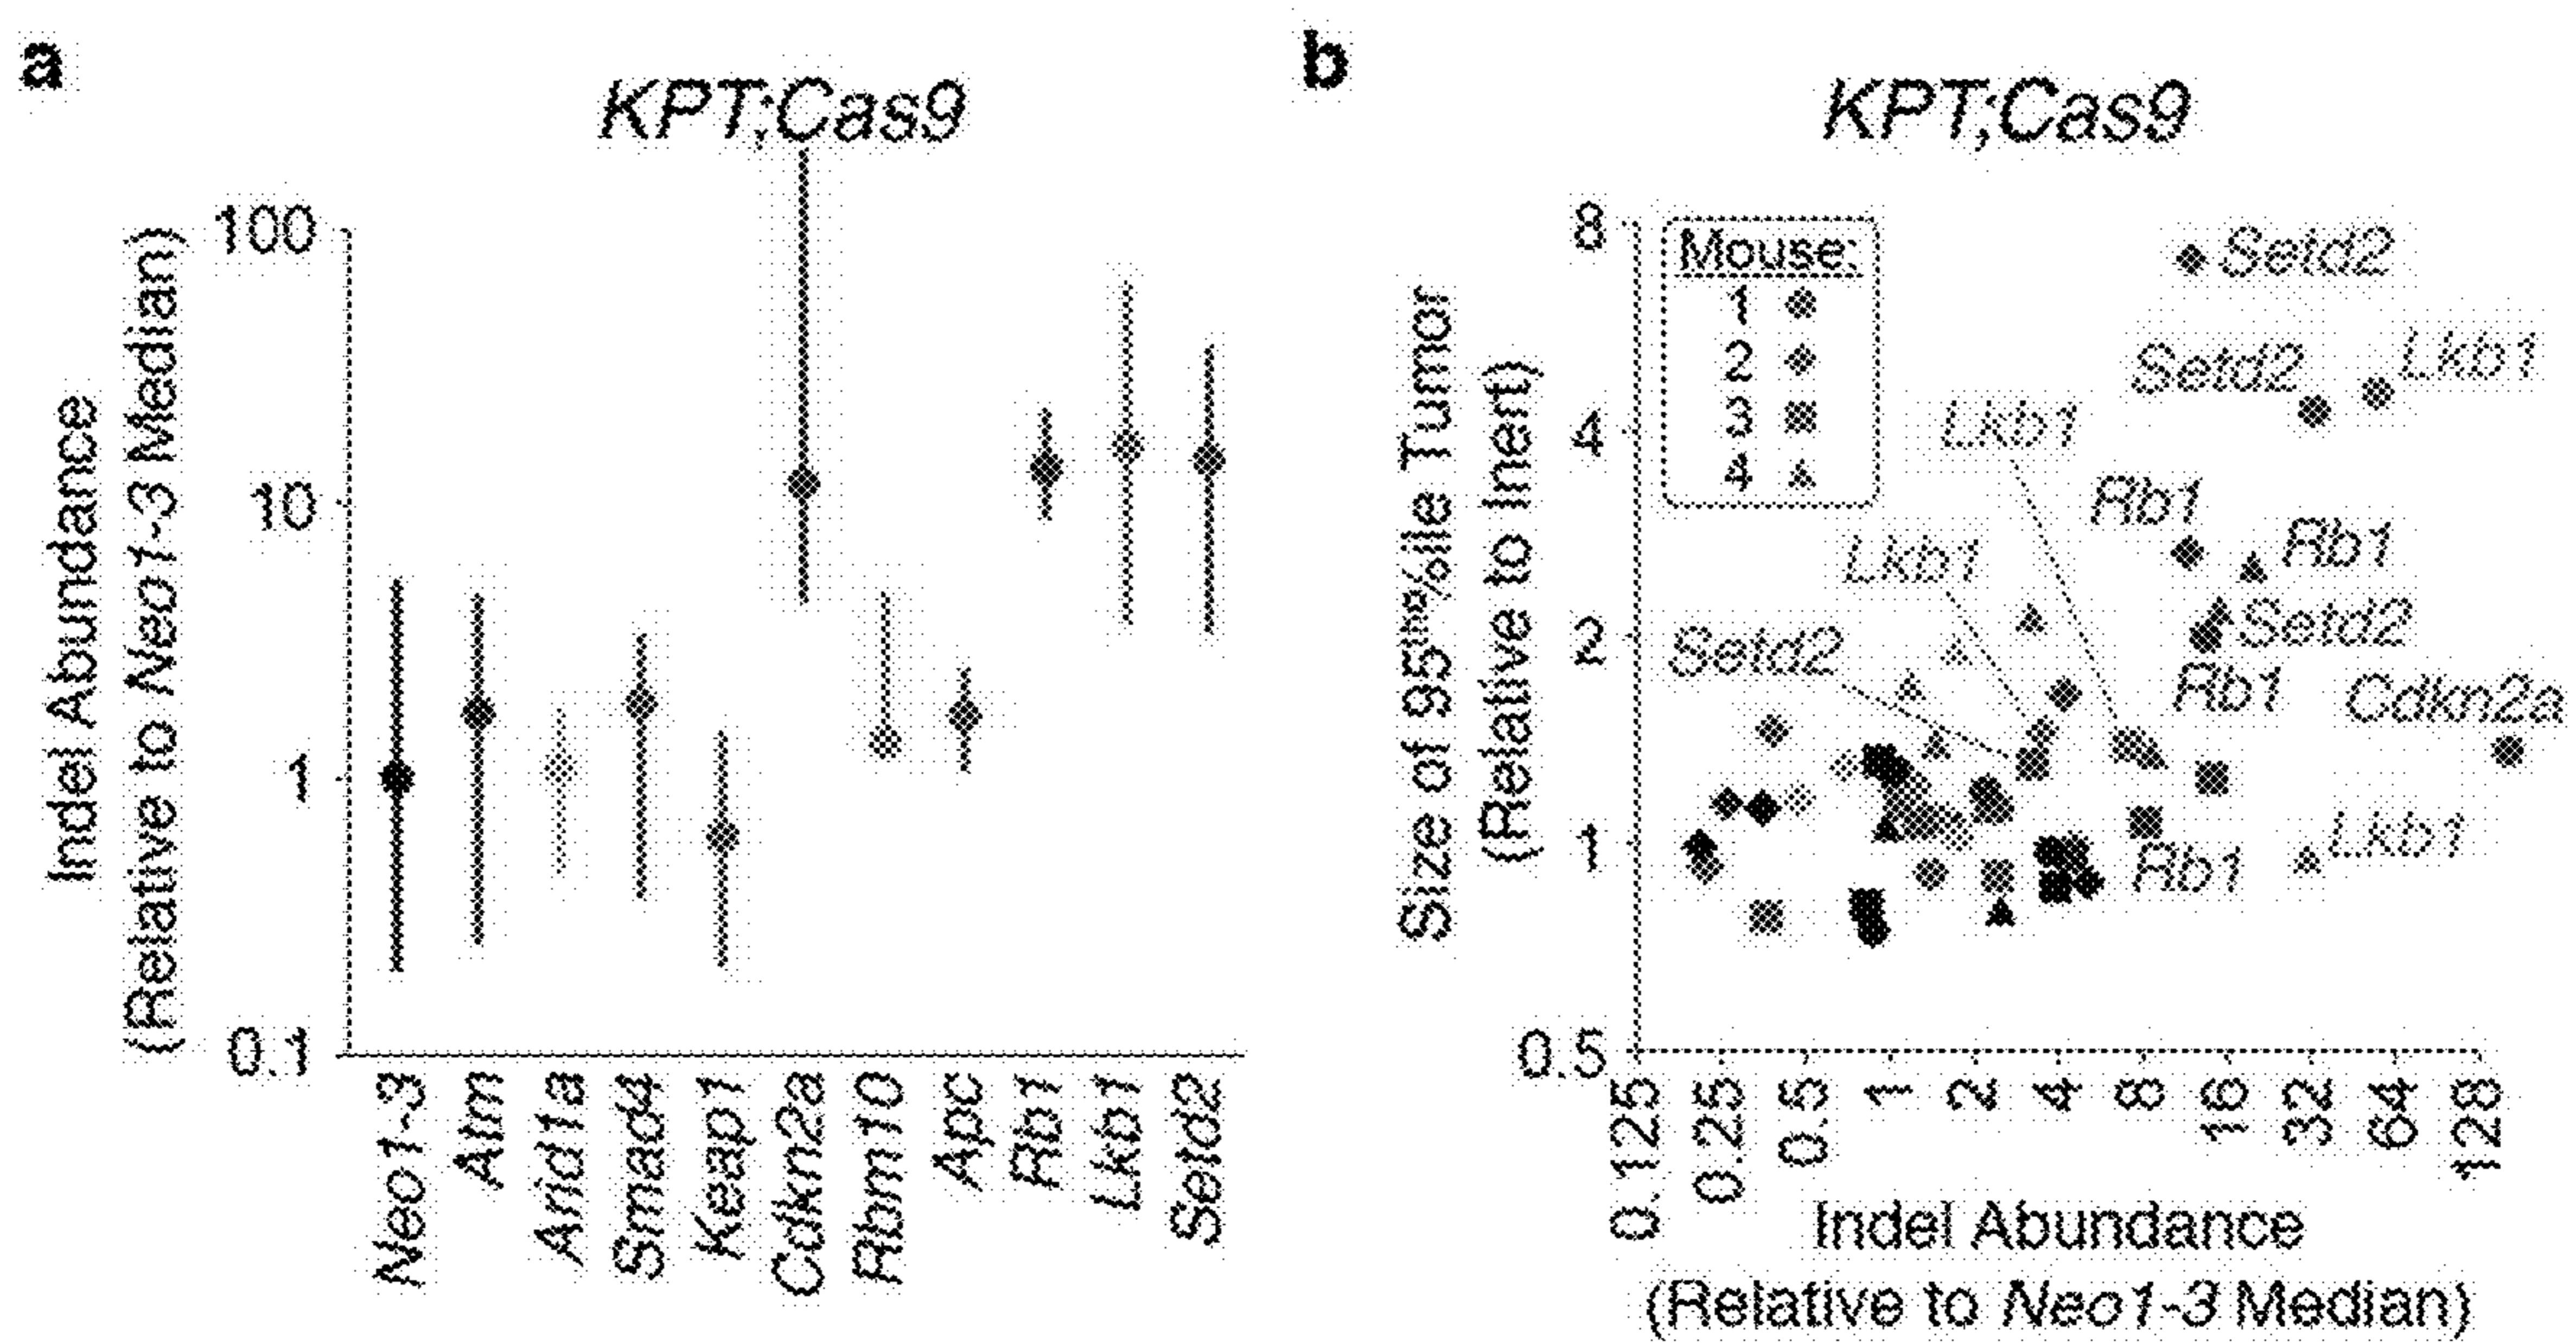 a
KPT;Cas9
Indel Abundance
(Relative to Neo1-3 Median)
100
10
1
0.1
Neo1-3
Atm
Arid1a
Smad4
Keap1
Cdkn2a
Rbm10
Apc
Rb1
Lkb1
Setd2
b
KPT;Cas9
Size of 95th%ile Tumor
(Relative to Inert)
8
4
2
1
0.5
Mouse:
1
2
3
4
Setd2
Setd2
Lkb1
Lkb1
Rb1
Rb1
Lkb1
Setd2
Setd2
Rb1
Cdkn2a
Rb1
Lkb1
0.125
0.25
0.5
1
2
4
8
16
32
64
128
Indel Abundance
(Relative to Neo1-3 Median)